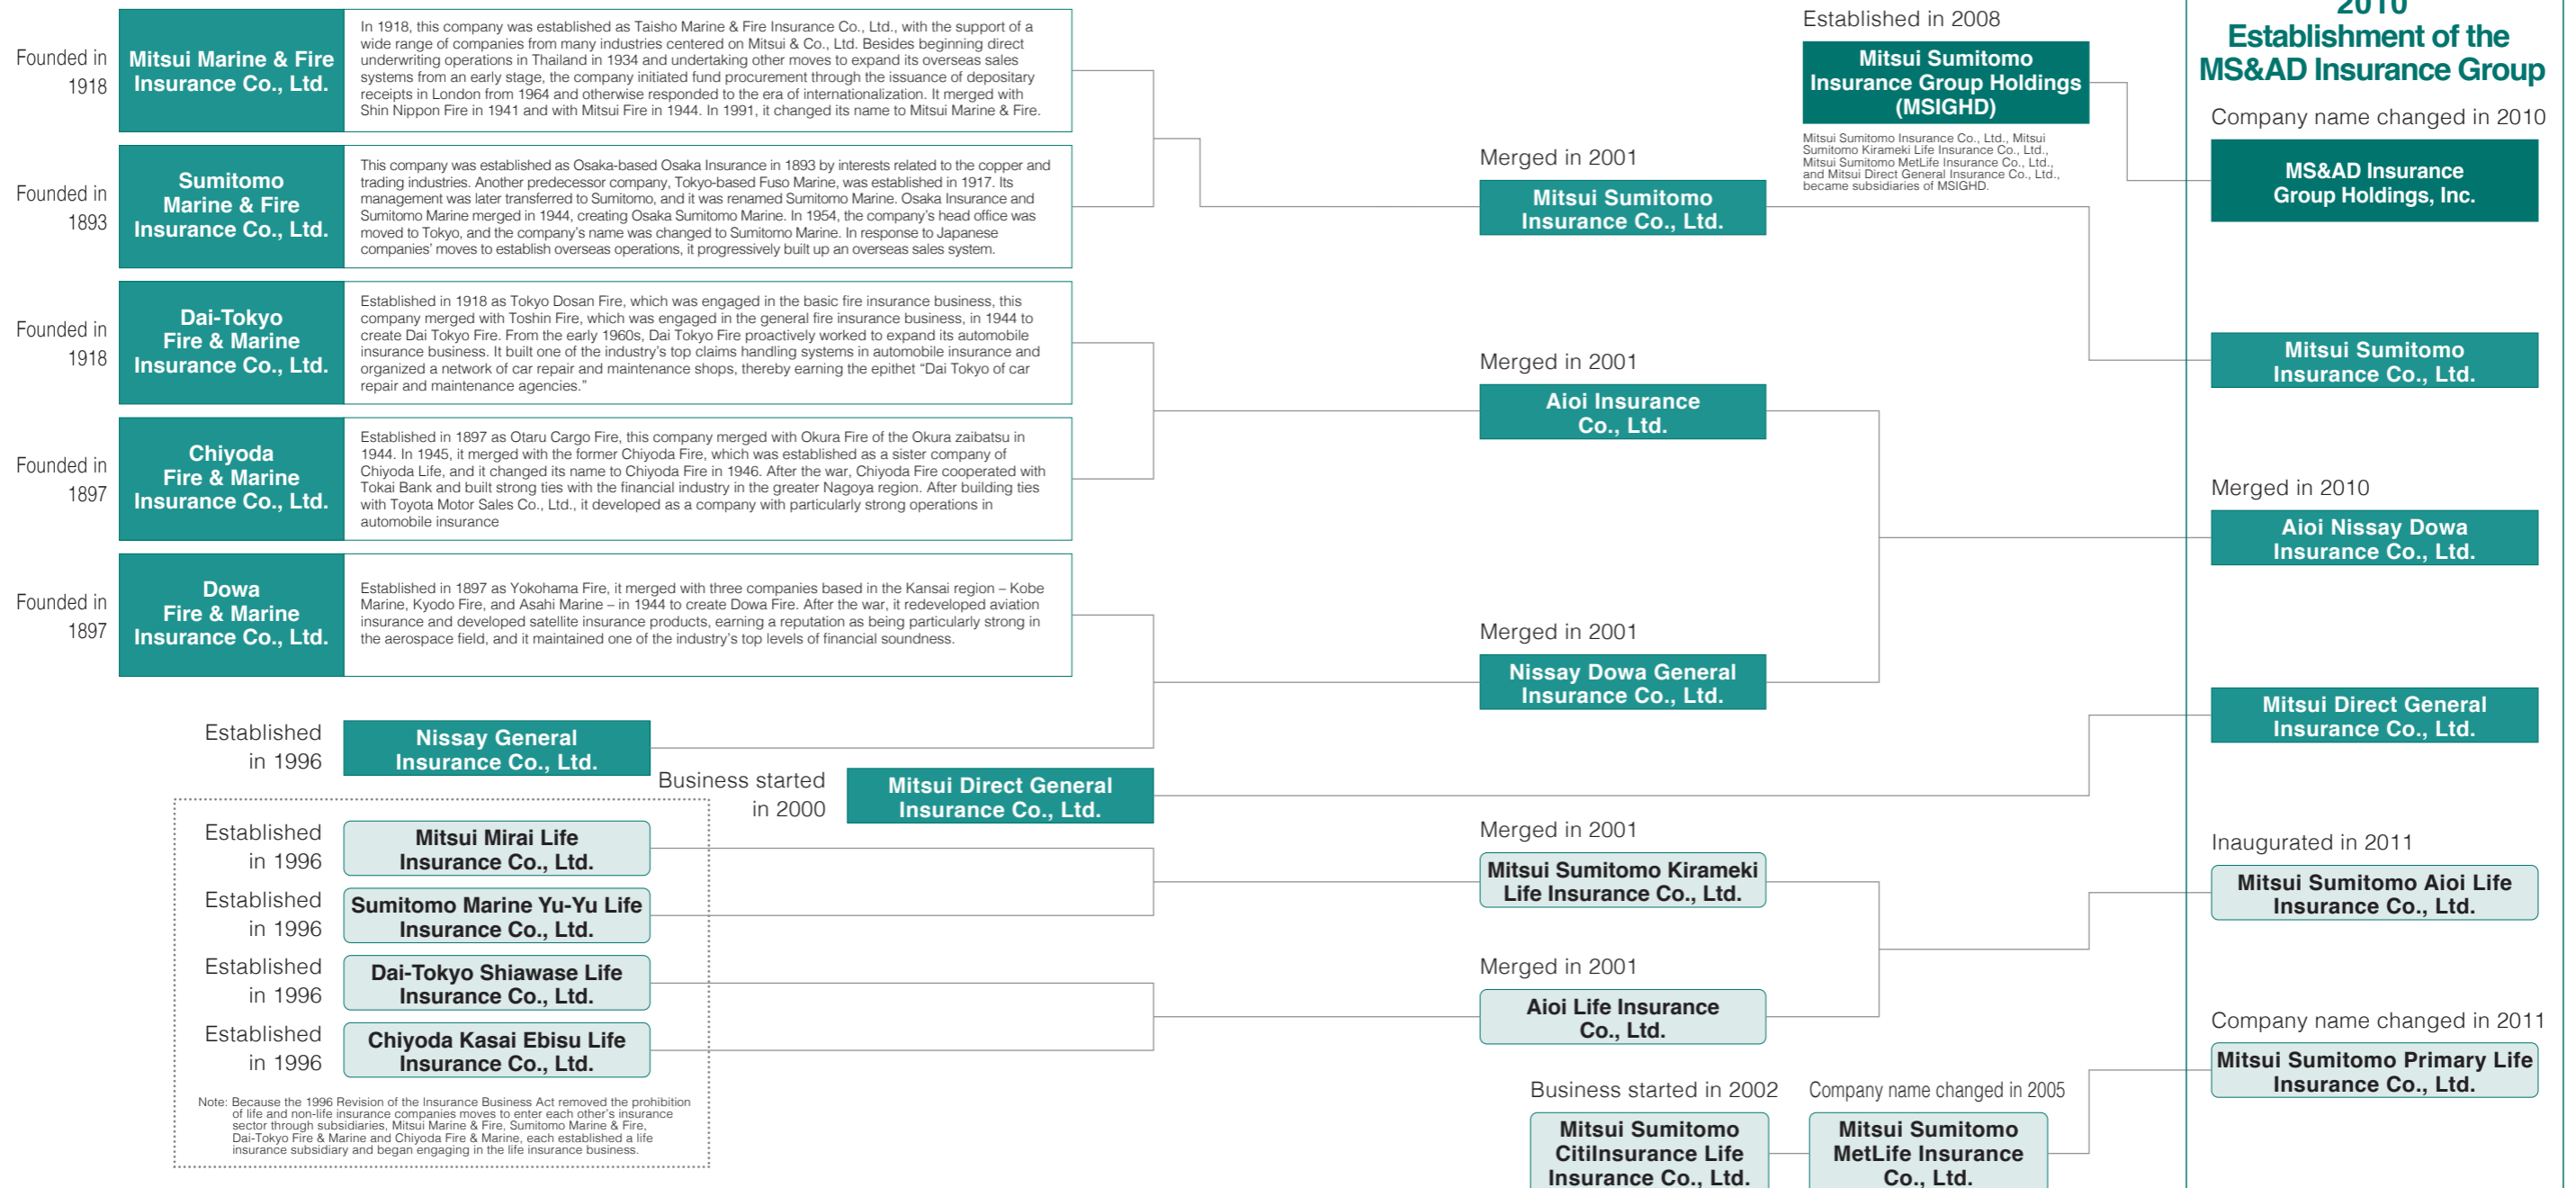 Founded in
1918
Mitsui Marine & Fire
Insurance Co., Ltd.
In 1918, this company was established as Taisho Marine & Fire Insurance Co., Ltd., with the support of a
wide range of companies from many industries centered on Mitsui & Co., Ltd. Besides beginning direct
underwriting operations in Thailand in 1934 and undertaking other moves to expand its overseas sales
systems from an early stage, the company initiated fund procurement through the issuance of depositary
receipts in London from 1964 and otherwise responded to the era of internationalization. It merged with
Shin Nippon Fire in 1941 and with Mitsui Fire in 1944. In 1991, it changed its name to Mitsui Marine & Fire.
Founded in
1893
Sumitomo
Marine & Fire
Insurance Co., Ltd.
This company was established as Osaka-based Osaka Insurance in 1893 by interests related to the copper and
trading industries. Another predecessor company, Tokyo-based Fuso Marine, was established in 1917. Its
management was later transferred to Sumitomo, and it was renamed Sumitomo Marine. Osaka Insurance and
Sumitomo Marine merged in 1944, creating Osaka Sumitomo Marine. In 1954, the company's head office was
moved to Tokyo, and the company's name was changed to Sumitomo Marine. In response to Japanese
companies' moves to establish overseas operations, it progressively built up an overseas sales system.
Founded in
1918
Dai-Tokyo
Fire & Marine
Insurance Co., Ltd.
Established in 1918 as Tokyo Dosan Fire, which was engaged in the basic fire insurance business, this
company merged with Toshin Fire, which was engaged in the general fire insurance business, in 1944 to
create Dai Tokyo Fire. From the early 1960s, Dai Tokyo Fire proactively worked to expand its automobile
insurance business. It built one of the industry's top claims handling systems in automobile insurance and
organized a network of car repair and maintenance shops, thereby earning the epithet “Dai Tokyo of car
repair and maintenance agencies.”
Founded in
1897
Chiyoda
Fire & Marine
Insurance Co., Ltd.
Established in 1897 as Otaru Cargo Fire, this company merged with Okura Fire of the Okura zaibatsu in
1944. In 1945, it merged with the former Chiyoda Fire, which was established as a sister company of
Chiyoda Life, and it changed its name to Chiyoda Fire in 1946. After the war, Chiyoda Fire cooperated with
Tokai Bank and built strong ties with the financial industry in the greater Nagoya region. After building ties
with Toyota Motor Sales Co., Ltd., it developed as a company with particularly strong operations in
automobile insurance
Founded in
1897
Dowa
Fire & Marine
Insurance Co., Ltd.
Established in 1897 as Yokohama Fire, it merged with three companies based in the Kansai region – Kobe
Marine, Kyodo Fire, and Asahi Marine – in 1944 to create Dowa Fire. After the war, it redeveloped aviation
insurance and developed satellite insurance products, earning a reputation as being particularly strong in
the aerospace field, and it maintained one of the industry's top levels of financial soundness.
Established
in 1996
Nissay General
Insurance Co., Ltd.
Business started
in 2000
Mitsui Direct General
Insurance Co., Ltd.
Established
in 1996
Mitsui Mirai Life
Insurance Co., Ltd.
Established
in 1996
Sumitomo Marine Yu-Yu Life
Insurance Co., Ltd.
Established
in 1996
Dai-Tokyo Shiawase Life
Insurance Co., Ltd.
Established
in 1996
Chiyoda Kasai Ebisu Life
Insurance Co., Ltd.
Note: Because the 1996 Revision of the Insurance Business Act removed the prohibition
of life and non-life insurance companies moves to enter each other's insurance
sector through subsidiaries, Mitsui Marine & Fire, Sumitomo Marine & Fire,
Dai-Tokyo Fire & Marine and Chiyoda Fire & Marine, each established a life
insurance subsidiary and began engaging in the life insurance business.
Merged in 2001
Mitsui Sumitomo
Insurance Co., Ltd.
Merged in 2001
Aioi Insurance
Co., Ltd.
Merged in 2001
Nissay Dowa General
Insurance Co., Ltd.
Merged in 2001
Mitsui Sumitomo Kirameki
Life Insurance Co., Ltd.
Merged in 2001
Aioi Life Insurance
Co., Ltd.
Business started in 2002
Mitsui Sumitomo
CitiInsurance Life
Insurance Co., Ltd.
Company name changed in 2005
Mitsui Sumitomo
MetLife Insurance
Co., Ltd.
Established in 2008
Mitsui Sumitomo
Insurance Group Holdings
(MSIGHD)
Mitsui Sumitomo Insurance Co., Ltd., Mitsui
Sumitomo Kirameki Life Insurance Co., Ltd.,
Mitsui Sumitomo MetLife Insurance Co., Ltd.,
and Mitsui Direct General Insurance Co., Ltd.,
became subsidiaries of MSIGHD.
2010
Establishment of the
MS&AD Insurance Group
Company name changed in 2010
MS&AD Insurance
Group Holdings, Inc.
Mitsui Sumitomo
Insurance Co., Ltd.
Merged in 2010
Aioi Nissay Dowa
Insurance Co., Ltd.
Mitsui Direct General
Insurance Co., Ltd.
Inaugurated in 2011
Mitsui Sumitomo Aioi Life
Insurance Co., Ltd.
Company name changed in 2011
Mitsui Sumitomo Primary Life
Insurance Co., Ltd.